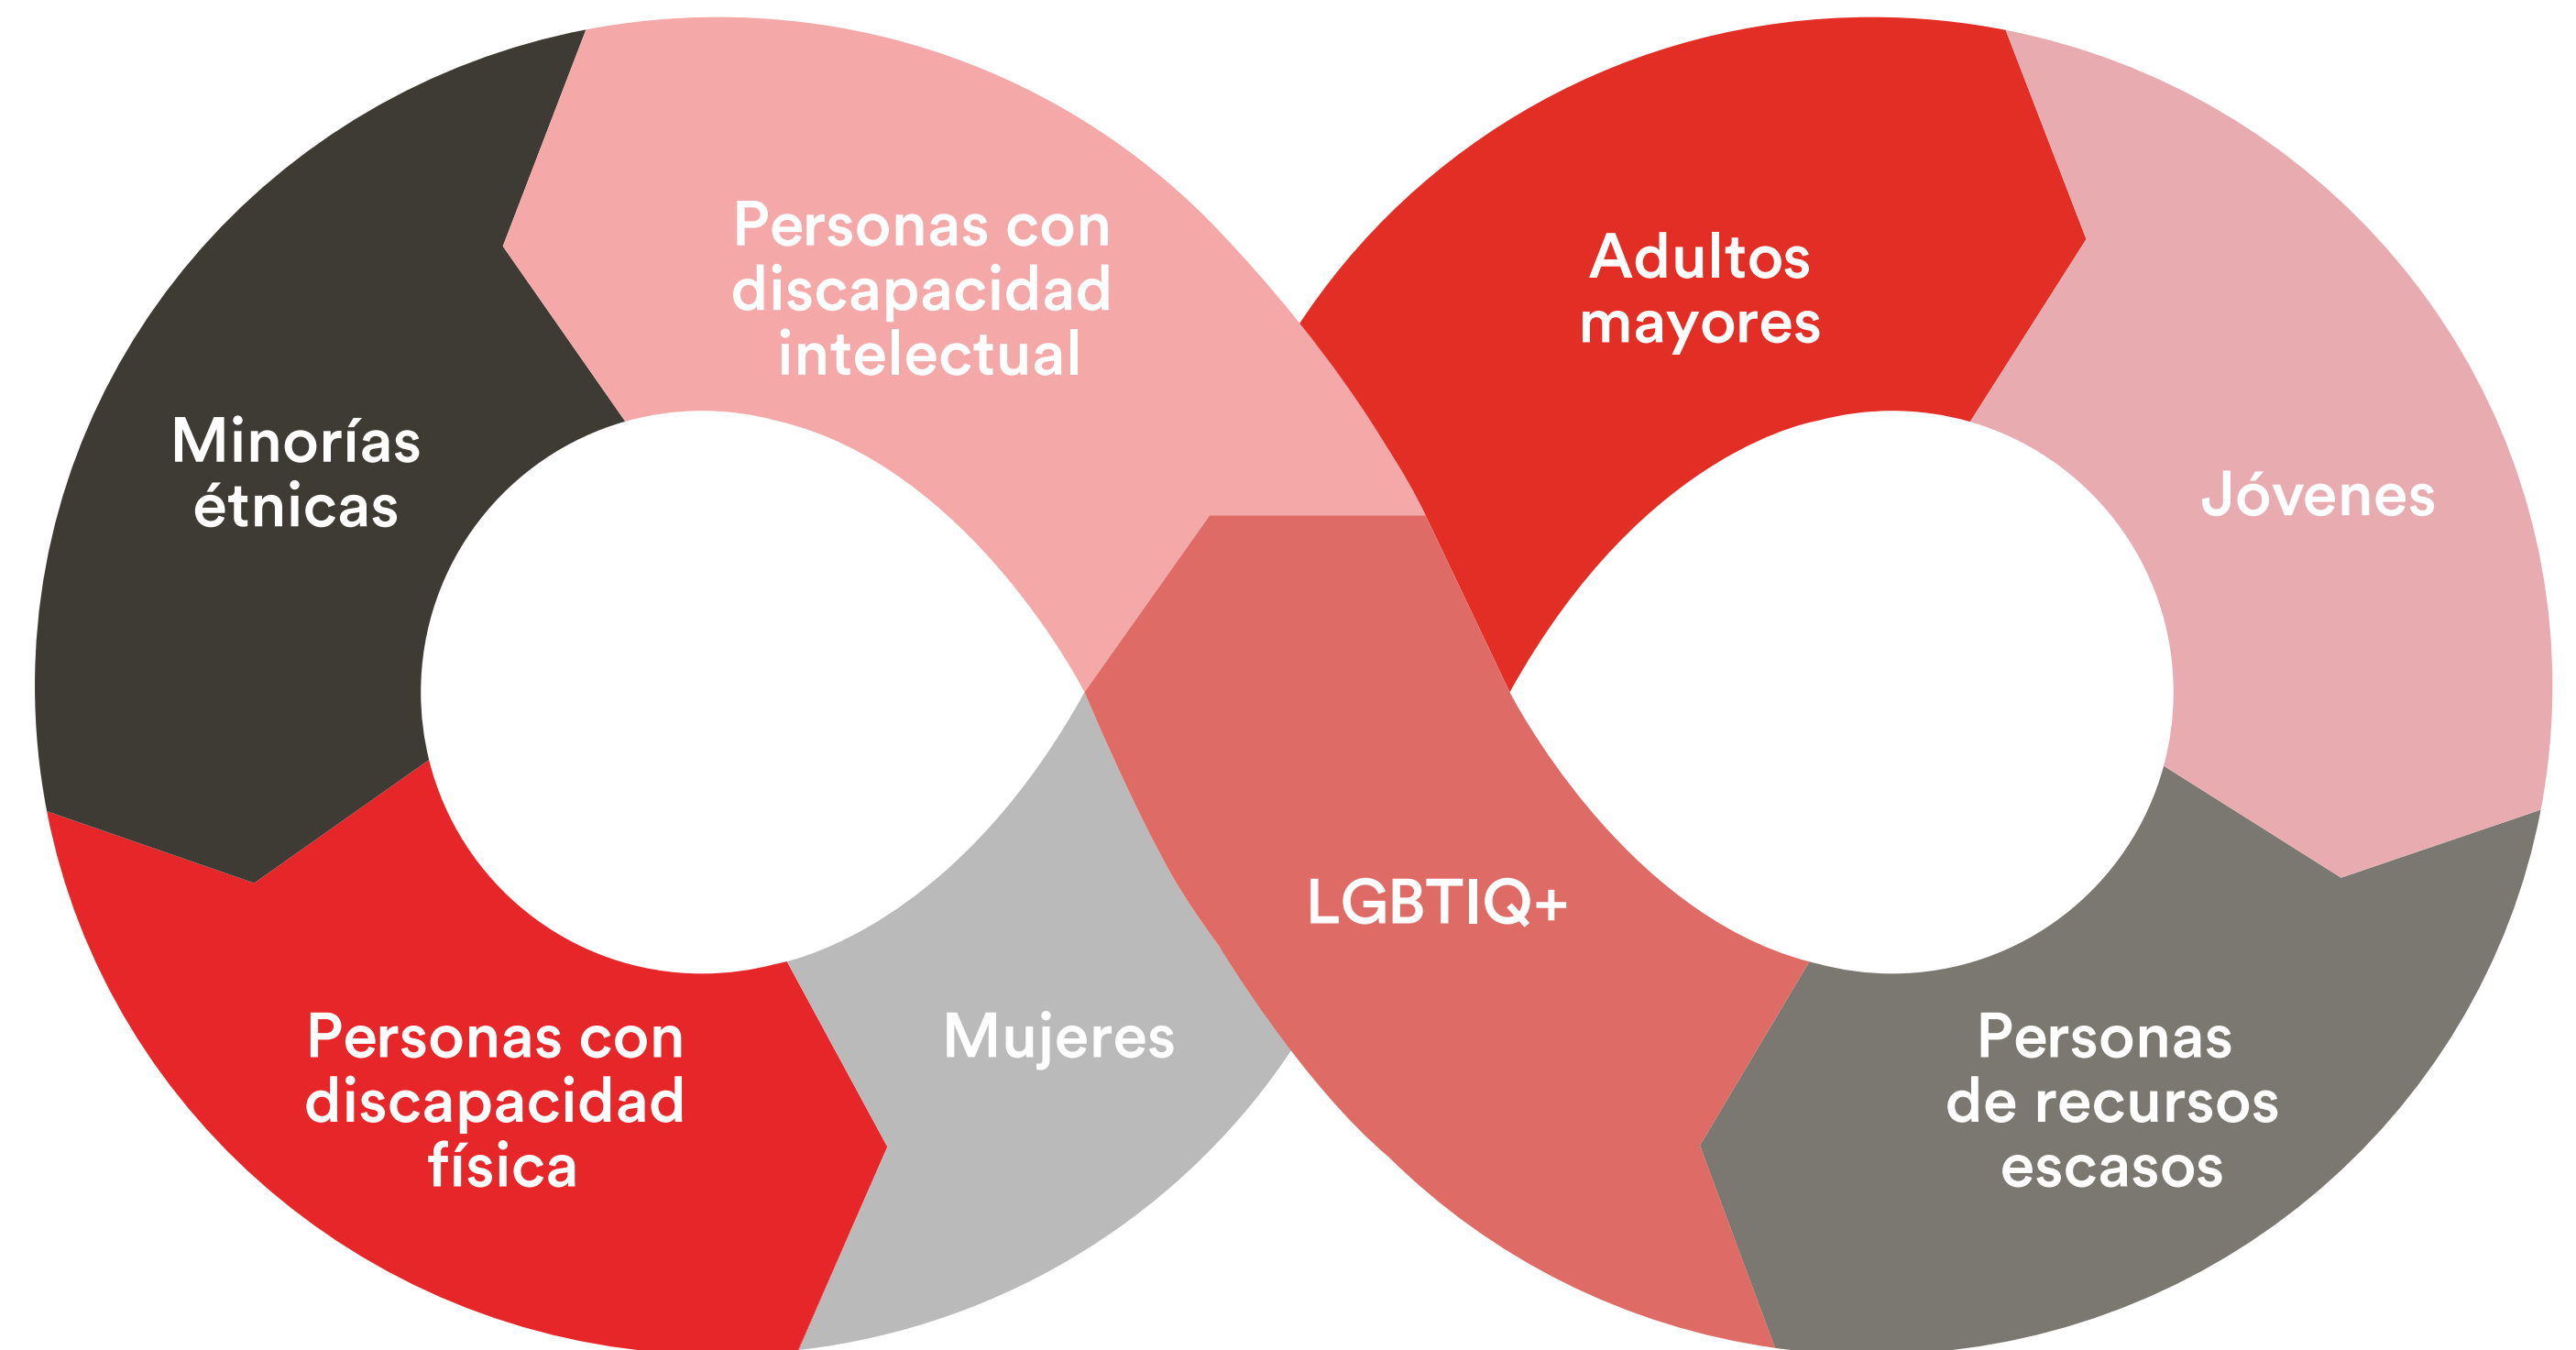 Personas con
discapacidad
intelectual
Adultos
mayores
Minorías
étnicas
Jóvenes
LGBTIQ+
Mujeres
Personas con
discapacidad
física
Personas
de recursos
escasos